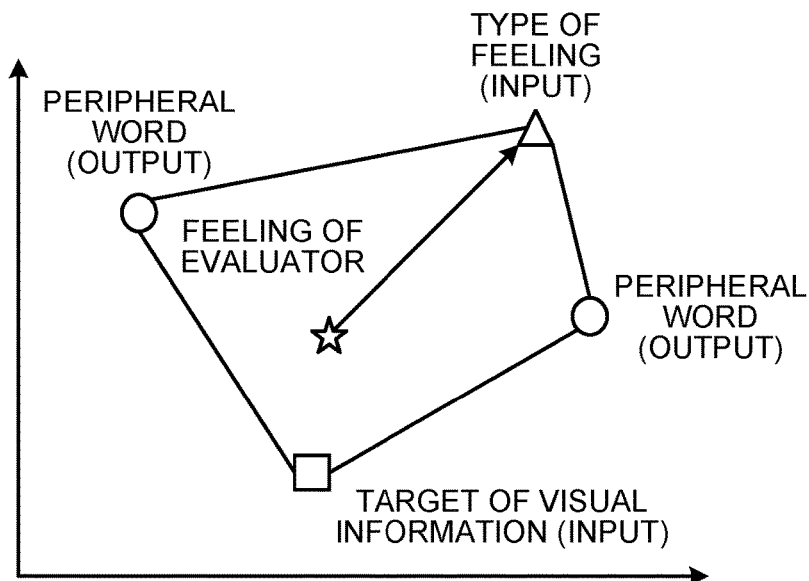 TYPE OF
FEELING
(INPUT)
PERIPHERAL
WORD
(OUTPUT)
FEELING OF
EVALUATOR
PERIPHERAL
WORD
(OUTPUT)
TARGET OF VISUAL
INFORMATION (INPUT)